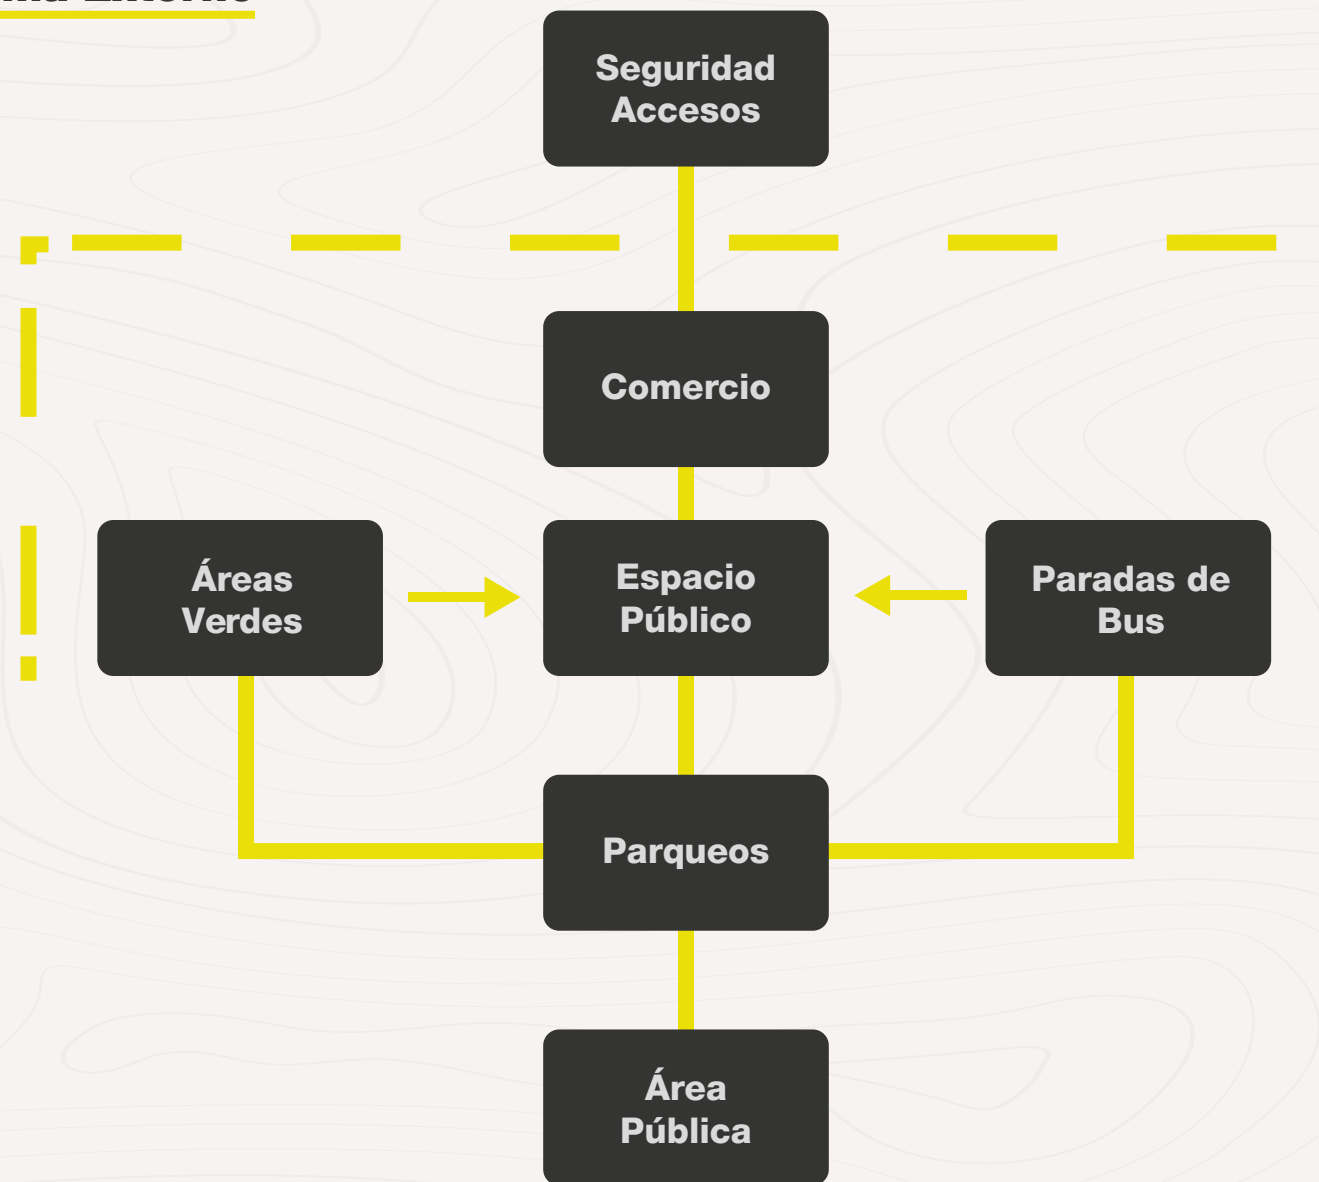 Seguridad
Accesos
Comercio
Áreas
Verdes
Espacio
Público
Paradas de
Bus
Parqueos
Área
Pública